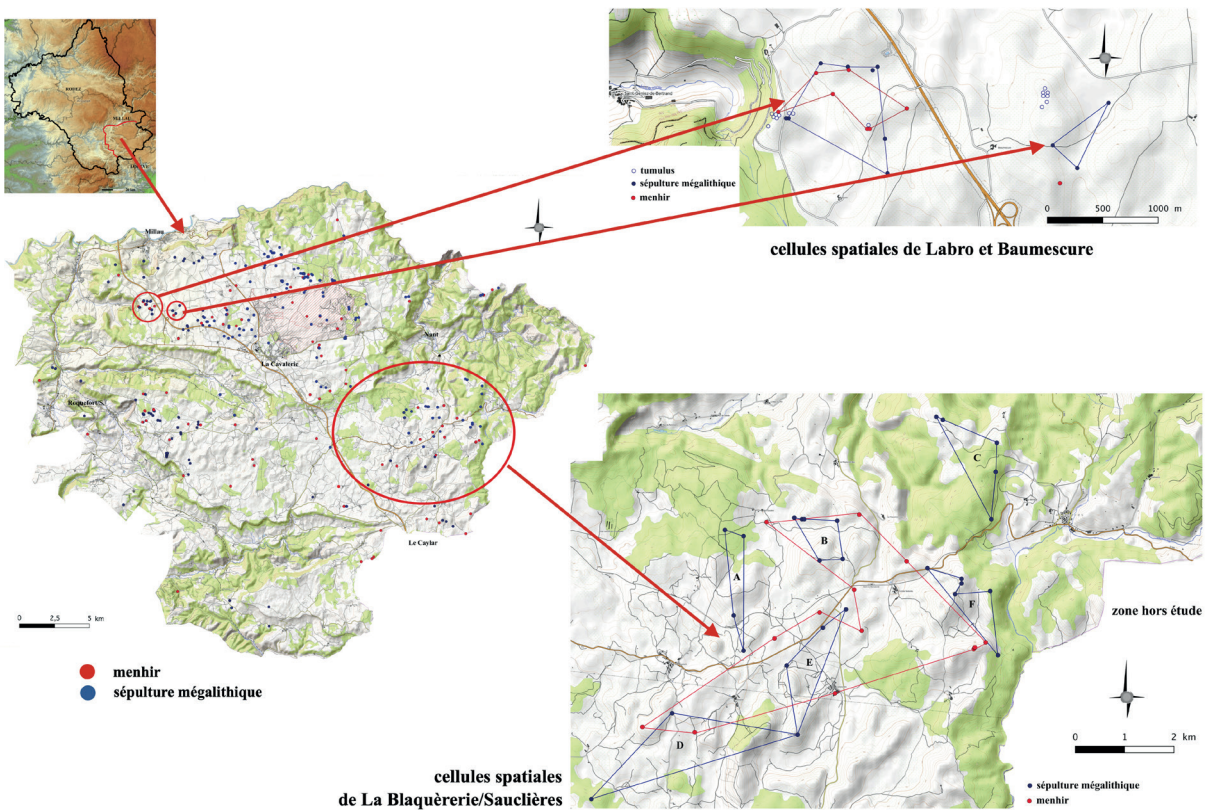 RODEZ
MILLAU
Millau
La Cavalerie
Nant
Roquefort/S.
Le Caylar
0 2,5 5 km
menhir
sépulture mégalithique
tumulus
sépulture mégalithique
menhir
0 500 1000 m
cellules spatiales de Labro et Baumescure
A
B
C
D
E
F
zone hors étude
0 1 2 km
sépulture mégalithique
menhir
cellules spatiales
de La Blaquèrerie/Sauclières